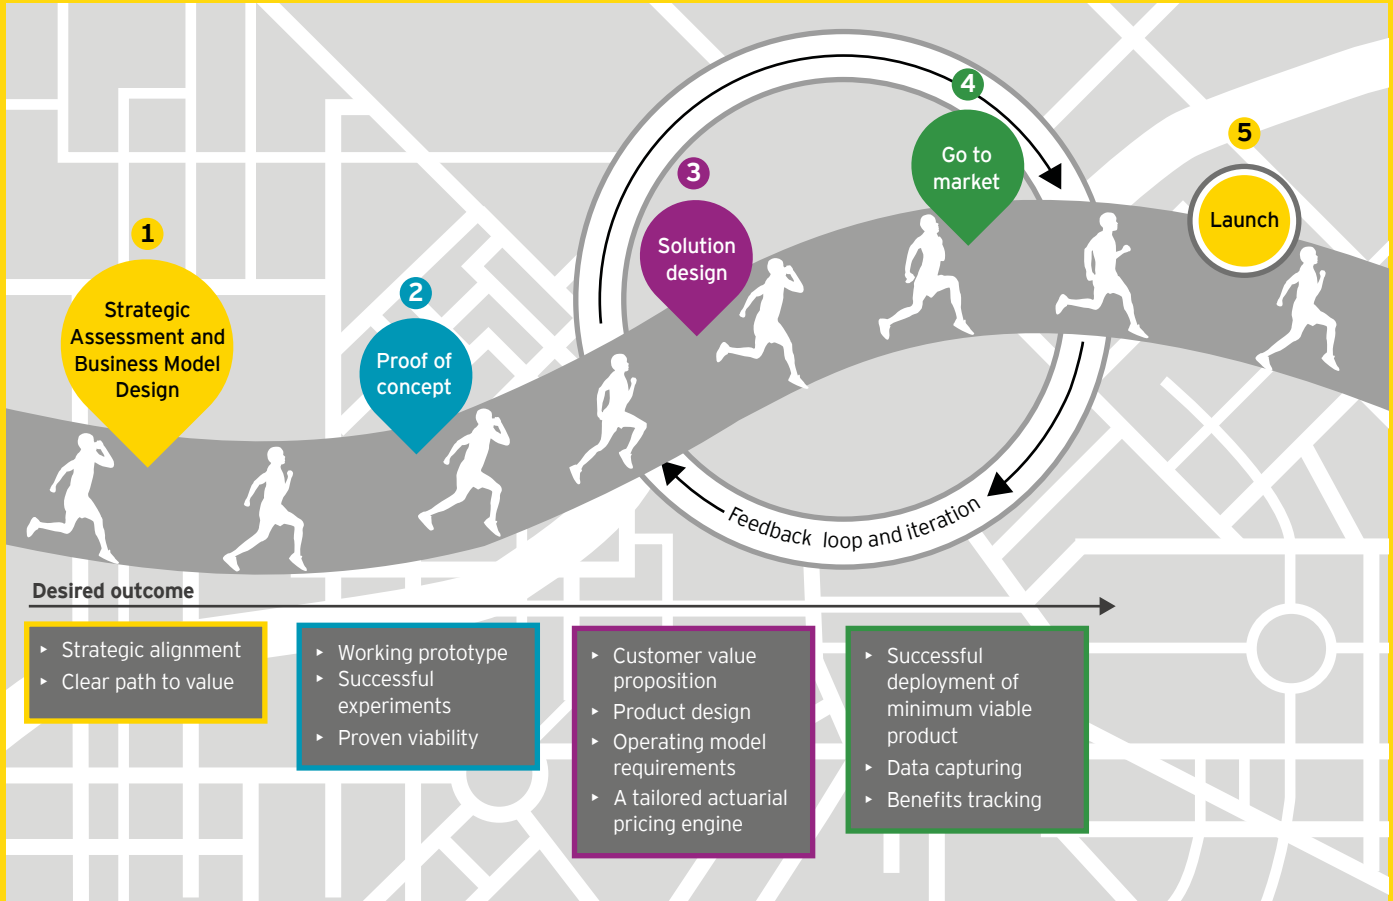 1
Strategic
Assessment and
Business Model
Design
2
Proof of
concept
3
Solution
design
4
Go to
market
5
Launch
Feedback loop and iteration
Desired outcome
‣ Strategic alignment
‣ Clear path to value
‣ Working prototype
‣ Successful
experiments
‣ Proven viability
‣ Customer value
proposition
‣ Product design
‣ Operating model
requirements
‣ A tailored actuarial
pricing engine
‣ Successful
deployment of
minimum viable
product
‣ Data capturing
‣ Benefits tracking